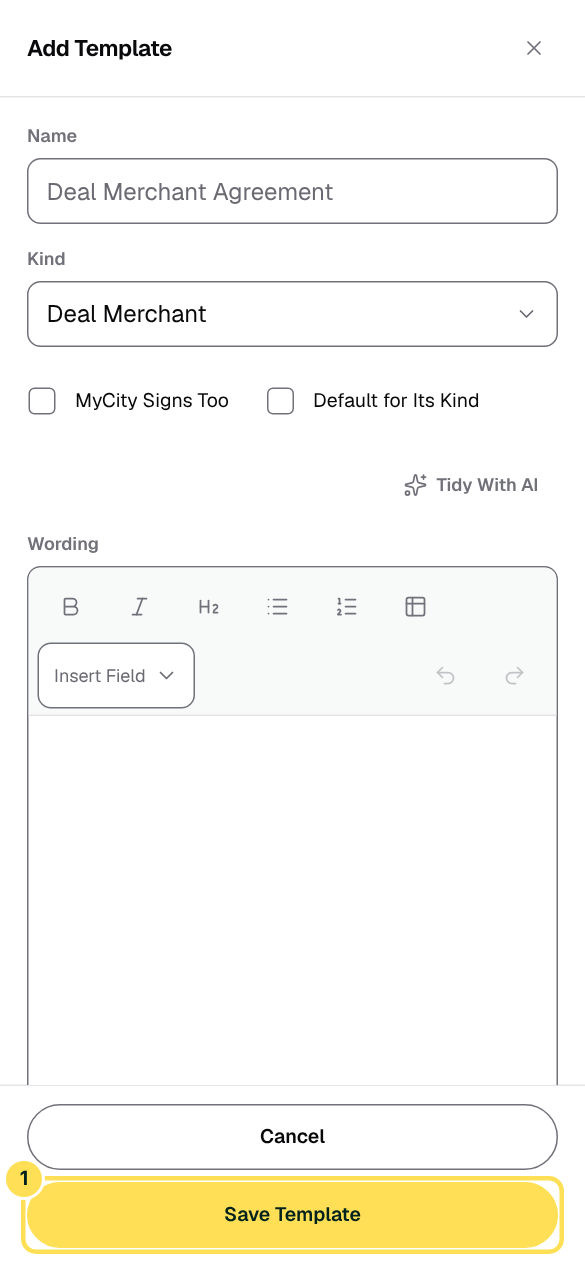 Add Template
Name
Deal Merchant Agreement
Kind
Deal Merchant
MyCity Signs Too
Default for Its Kind
Tidy With AI
Wording
B I H2
Insert Field
Cancel
1
Save Template